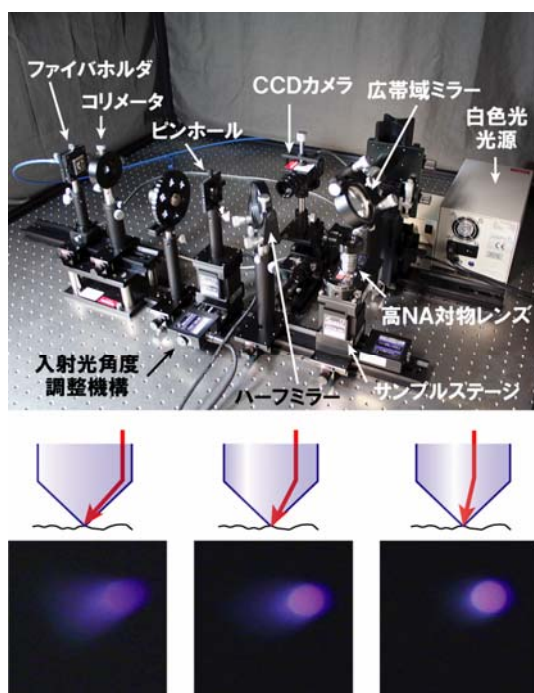 ファイバホルダ
コリメータ
ピンホール
CCDカメラ
広帯域ミラー
白色光
光源
高NA対物レンズ
サンプルステージ
ハーフミラー
入射光角度
調整機構